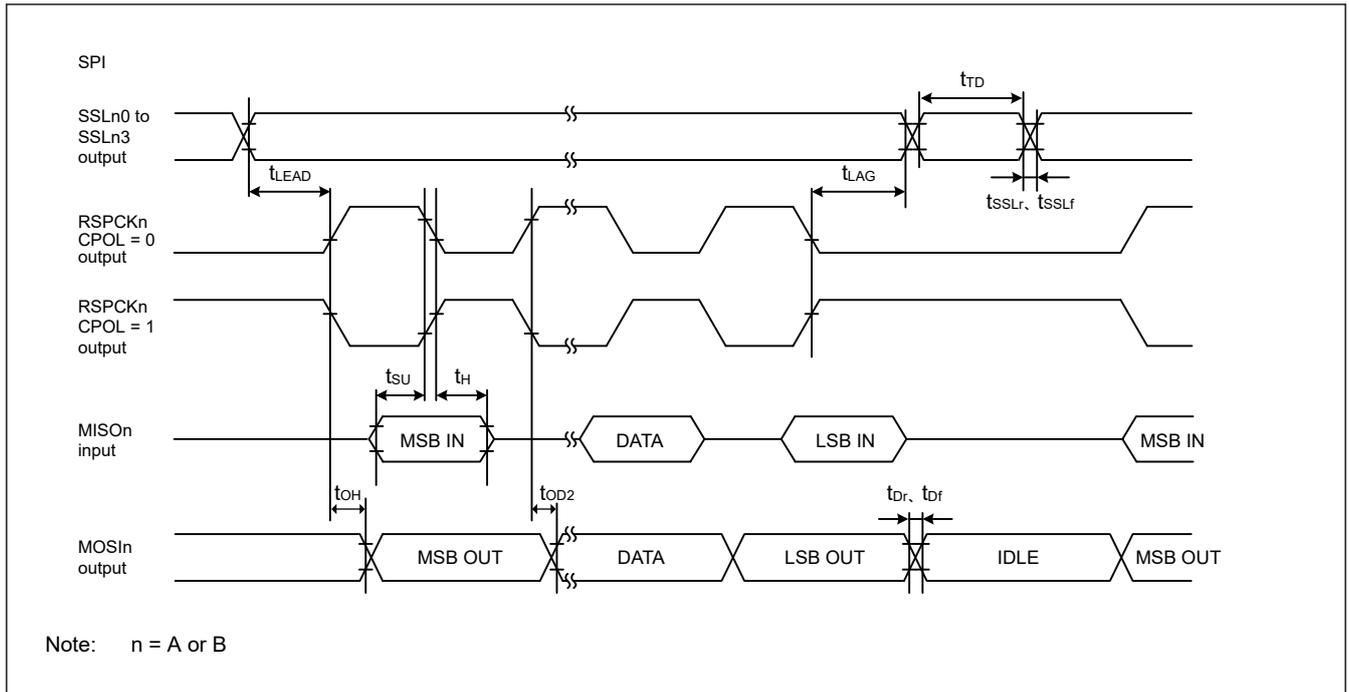 SPI
tTD
SSLn0 to
SSLn3
output
tLEAD
tLAG
tSSLr、tSSLf
RSPCKn
CPOL = 0
output
RSPCKn
CPOL = 1
output
tSU
tH
MISOn
input
MSB IN
DATA
LSB IN
MSB IN
tOH
tOD2
tDr、tDf
MOSIn
output
MSB OUT
DATA
LSB OUT
IDLE
MSB OUT
Note: n = A or B